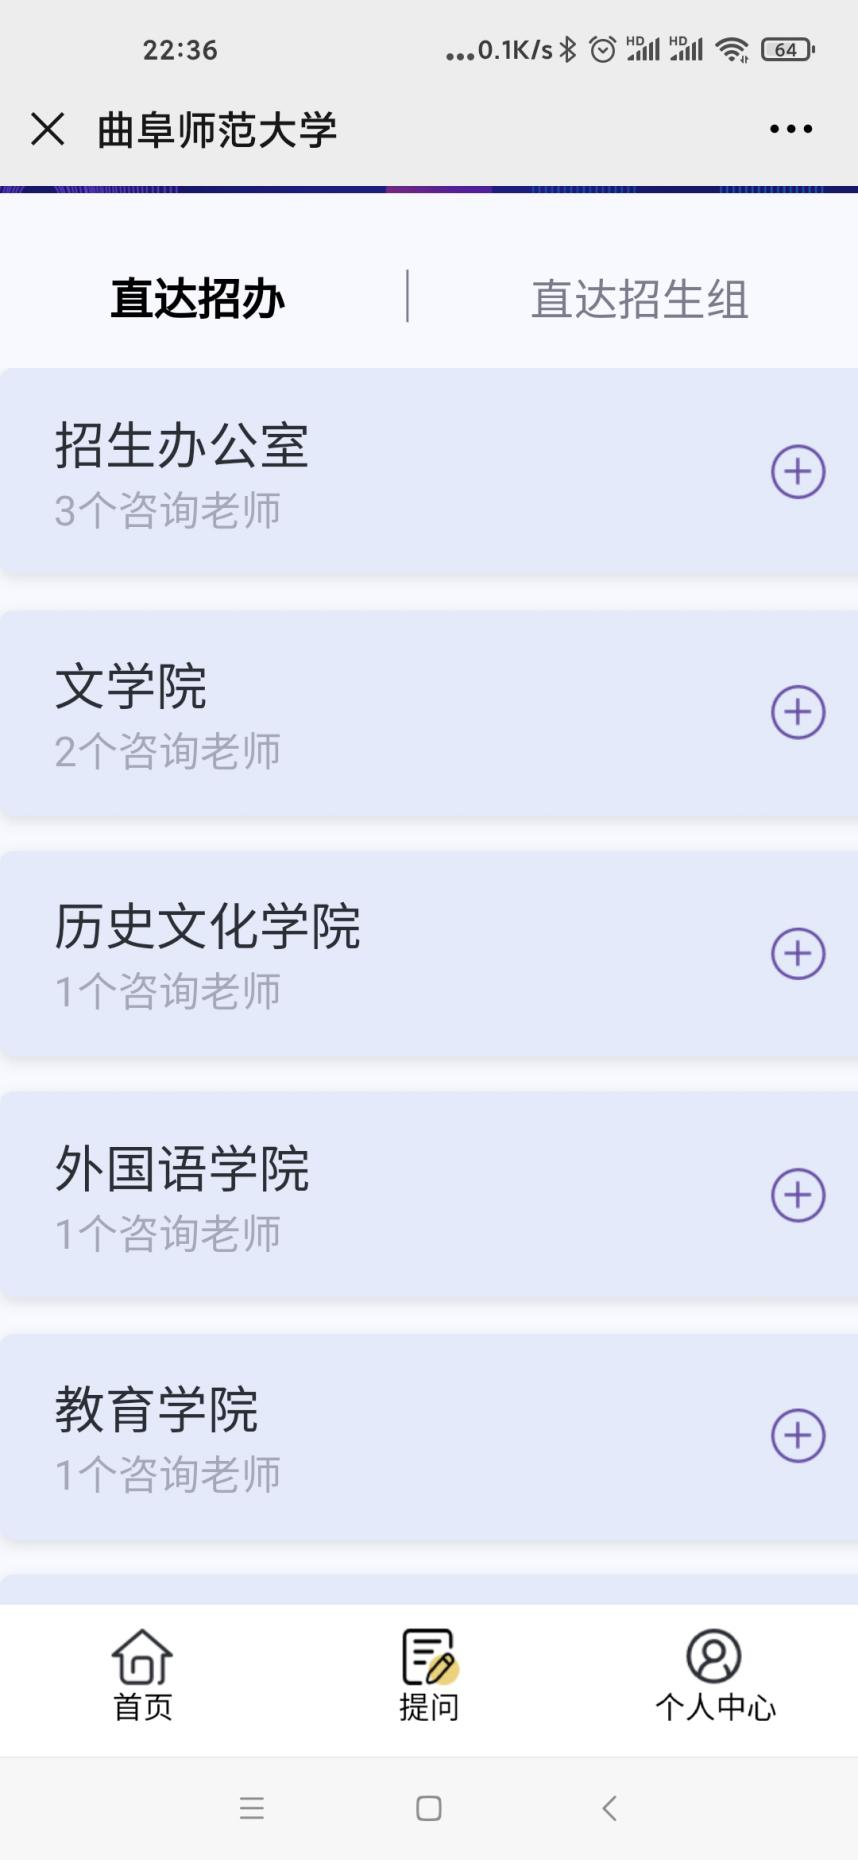 22:36
...0.1K/s HD HD 64
曲阜师范大学
直达招办 直达招生组
招生办公室
3个咨询老师
文学院
2个咨询老师
历史文化学院
1个咨询老师
外国语学院
1个咨询老师
教育学院
1个咨询老师
首页 提问 个人中心